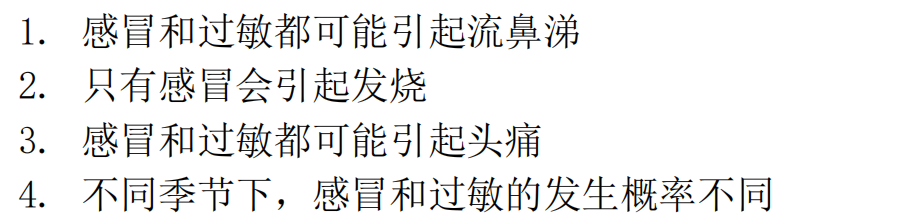 1. 感冒和过敏都可能引起流鼻涕
2. 只有感冒会引起发烧
3. 感冒和过敏都可能引起头痛
4. 不同季节下，感冒和过敏的发生概率不同